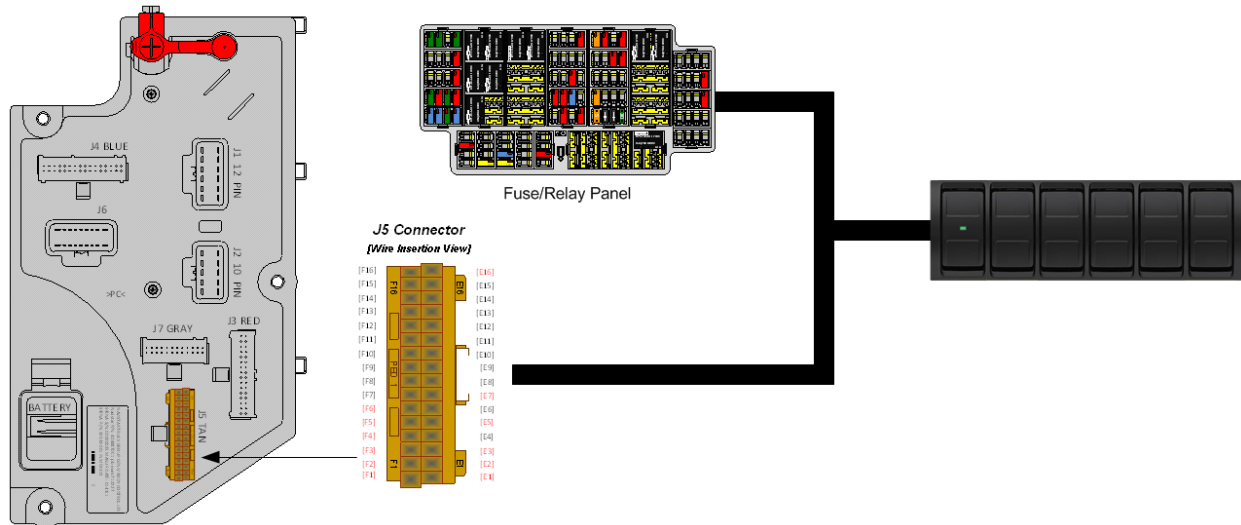 J4 BLUE
J1 12 PIN
J6
J2 10 PIN
>PC<
J7 GRAY
J3 RED
BATTERY
J5 TAN
Fuse/Relay Panel
J5 Connector
[Wire Insertion View]
[F16]
[F15]
[F14]
[F13]
[F12]
[F11]
[F10]
[F9]
[F8]
[F7]
[F6]
[F5]
[F4]
[F3]
[F2]
[F1]
F16
E16
PED 1
F1
E1
[E16]
[E15]
[E14]
[E13]
[E12]
[E11]
[E10]
[E9]
[E8]
[E7]
[E6]
[E5]
[E4]
[E3]
[E2]
[E1]